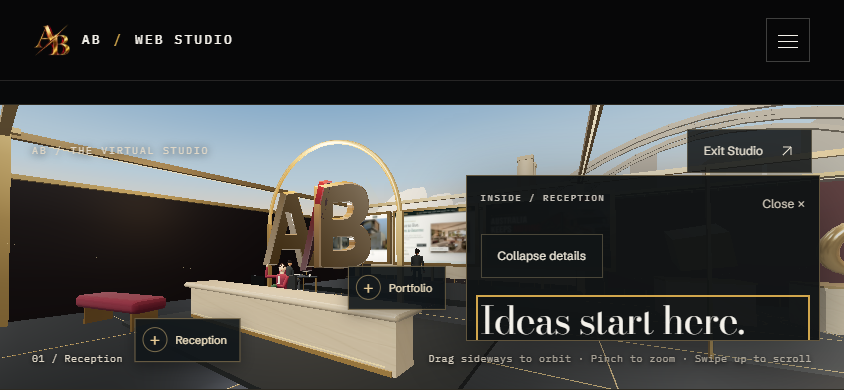 AB
AB / WEB STUDIO
AB / THE VIRTUAL STUDIO
Exit Studio
INSIDE / RECEPTION
Close ×
Collapse details
Ideas start here.
AB
+ Portfolio
+ Reception
01 / Reception
Drag sideways to orbit · Pinch to zoom · Swipe up to scroll